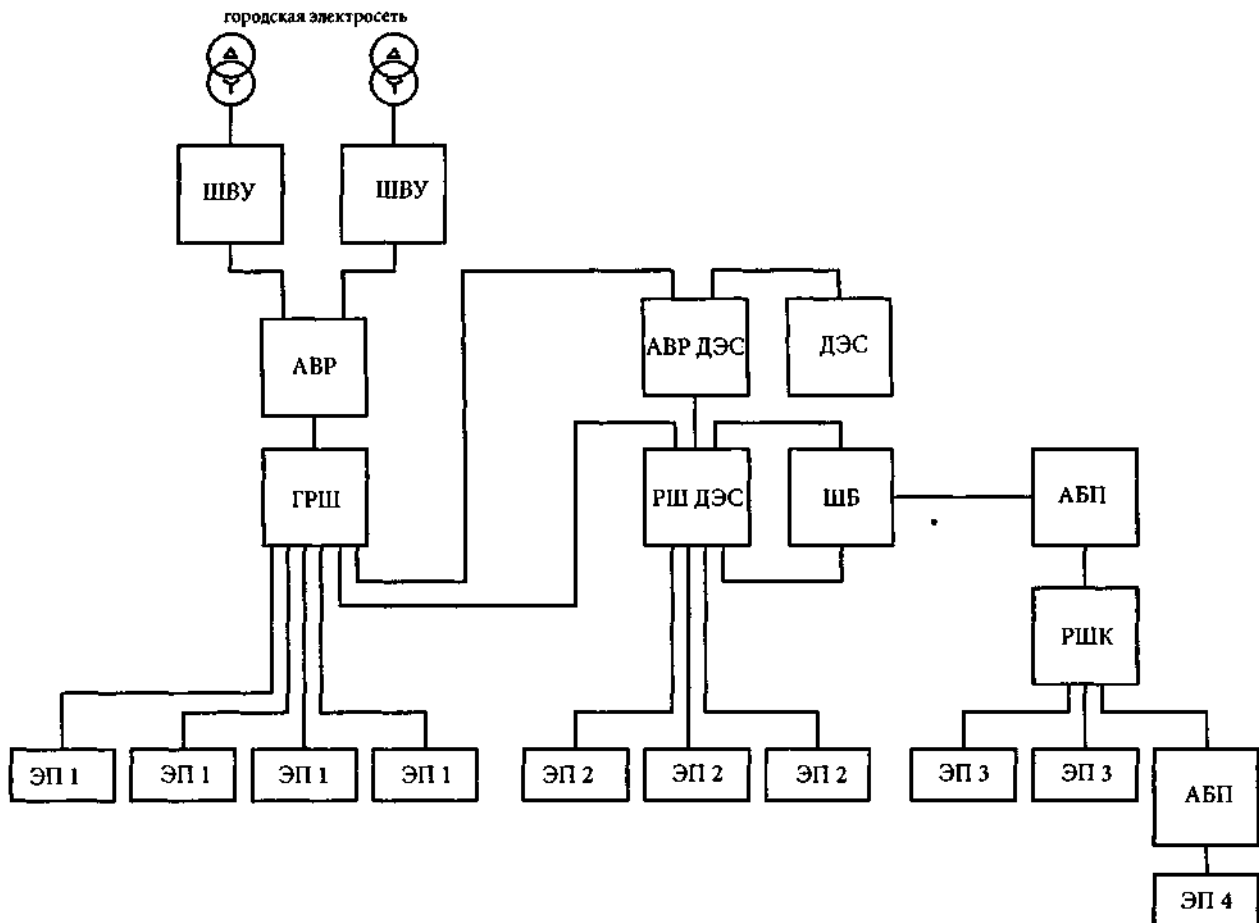 городская электросеть
ШВУ
ШВУ
АВР
АВР ДЭС
ДЭС
ГРШ
РШ ДЭС
ШБ
АБП
РШК
ЭП 1
ЭП 1
ЭП 1
ЭП 1
ЭП 2
ЭП 2
ЭП 2
ЭП 3
ЭП 3
АБП
ЭП 4